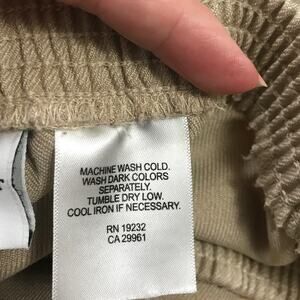 MACHINE WASH COLD.
WASH DARK COLORS
SEPARATELY.
TUMBLE DRY LOW.
COOL IRON IF NECESSARY.
RN 19232
CA 29961